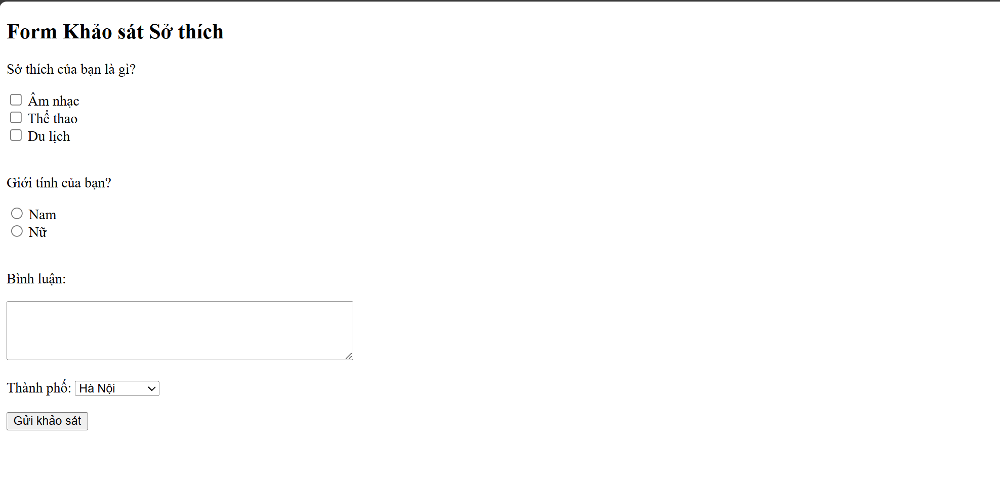 Form Khảo sát Sở thích
Sở thích của bạn là gì?
Âm nhạc
Thể thao
Du lịch
Giới tính của bạn?
Nam
Nữ
Bình luận:
Thành phố: Hà Nội
Gửi khảo sát